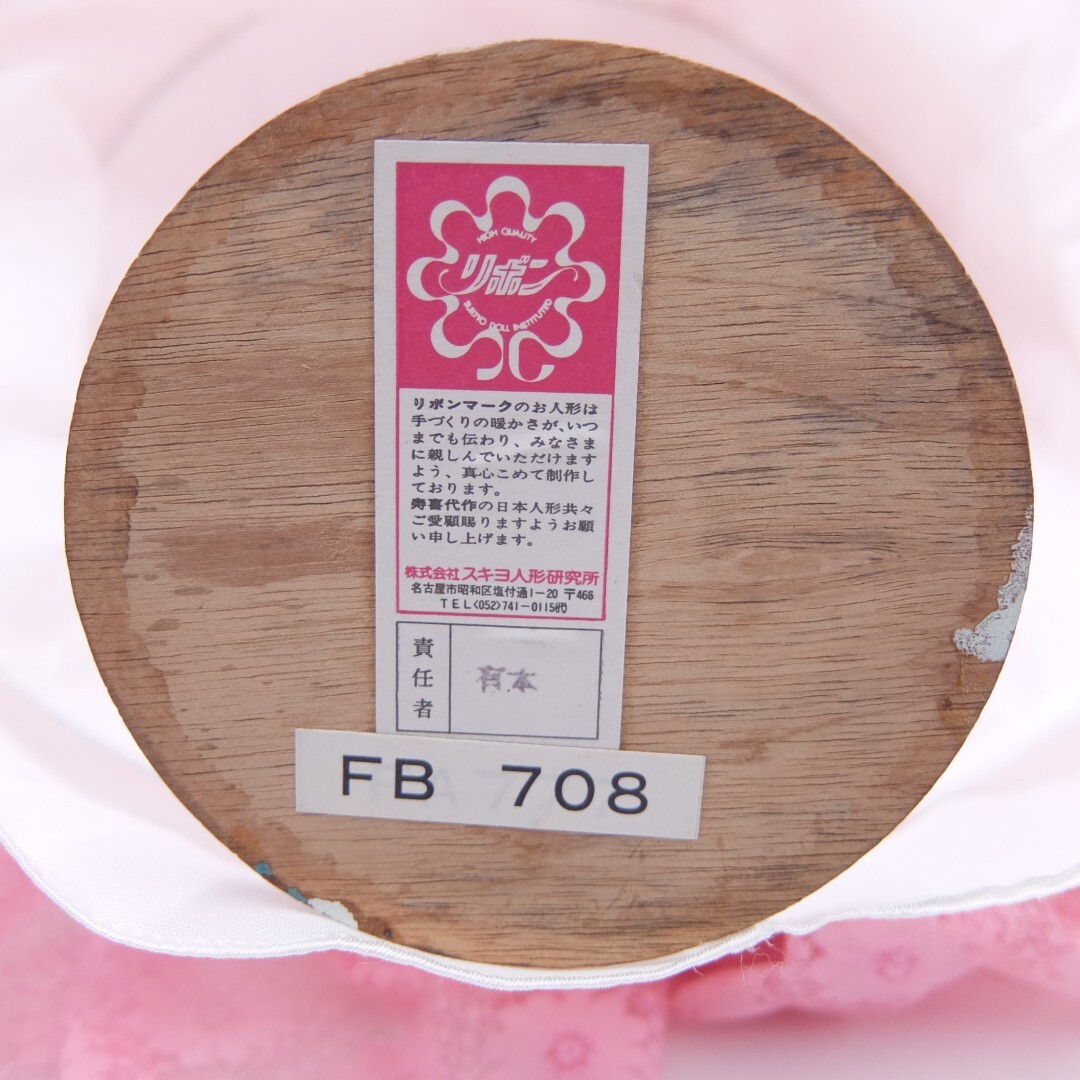 HIGH QUALITY
リボン
SUKIYO DOLL INSTITUTED
リボンマークのお人形は
手づくりの暖かさが、いつ
までも伝わり、みなさま
に親しんでいただけます
よう、真心こめて制作し
ております。
寿喜代作の日本人形共々
ご愛顧賜りますようお願
い申し上げます。
株式会社スキヨ人形研究所
名古屋市昭和区塩付通1-20 〒466
TEL〈052〉741-0115代
責任者
有本
FB 708